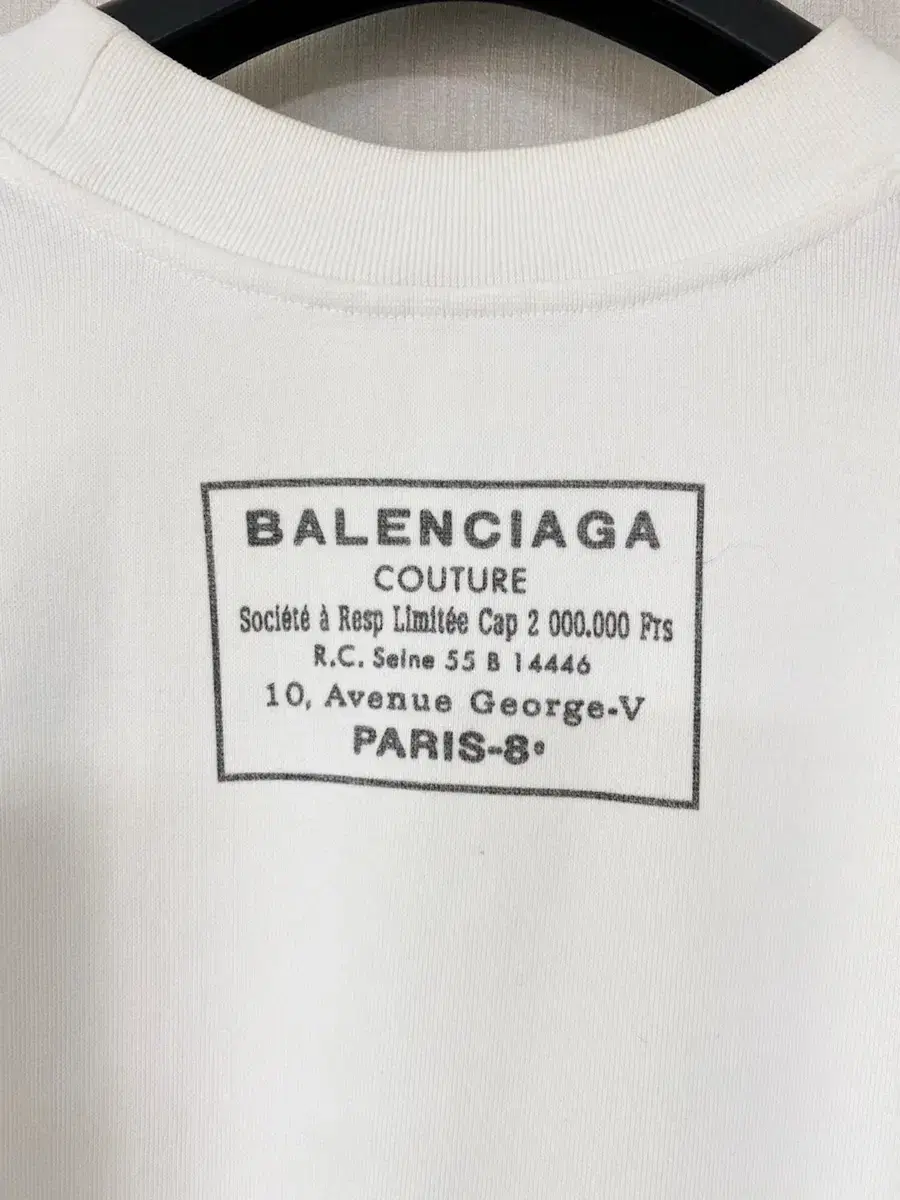 BALENCIAGA
COUTURE
Société à Resp Limitée Cap 2 000.000 Frs
R.C. Seine 55 B 14446
10, Avenue George-V
PARIS-8e